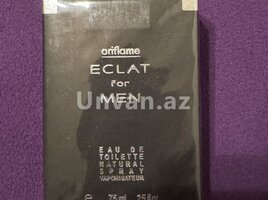 oriflame
ECLAT
for
MEN
Unvan.az
EAU DE
TOILETTE
NATURAL
SPRAY
VAPORISATEUR
e 75 ml 2.5 fl.oz.